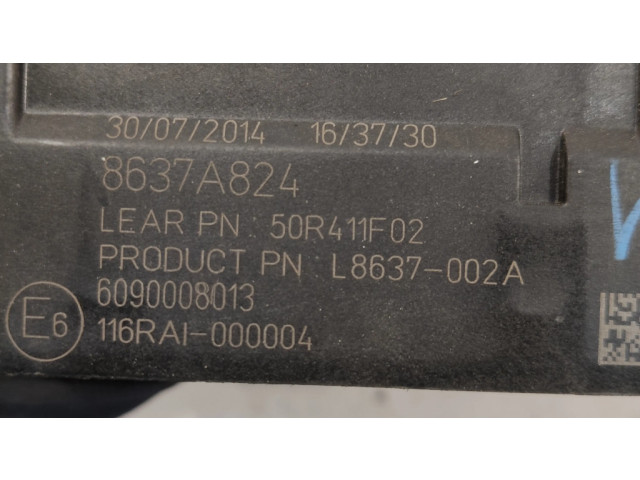 30/07/2014 16/37/30
8637A824
LEAR PN 50R411F02
PRODUCT PN L8637-002A
6090008013
E6 116RAI-000004